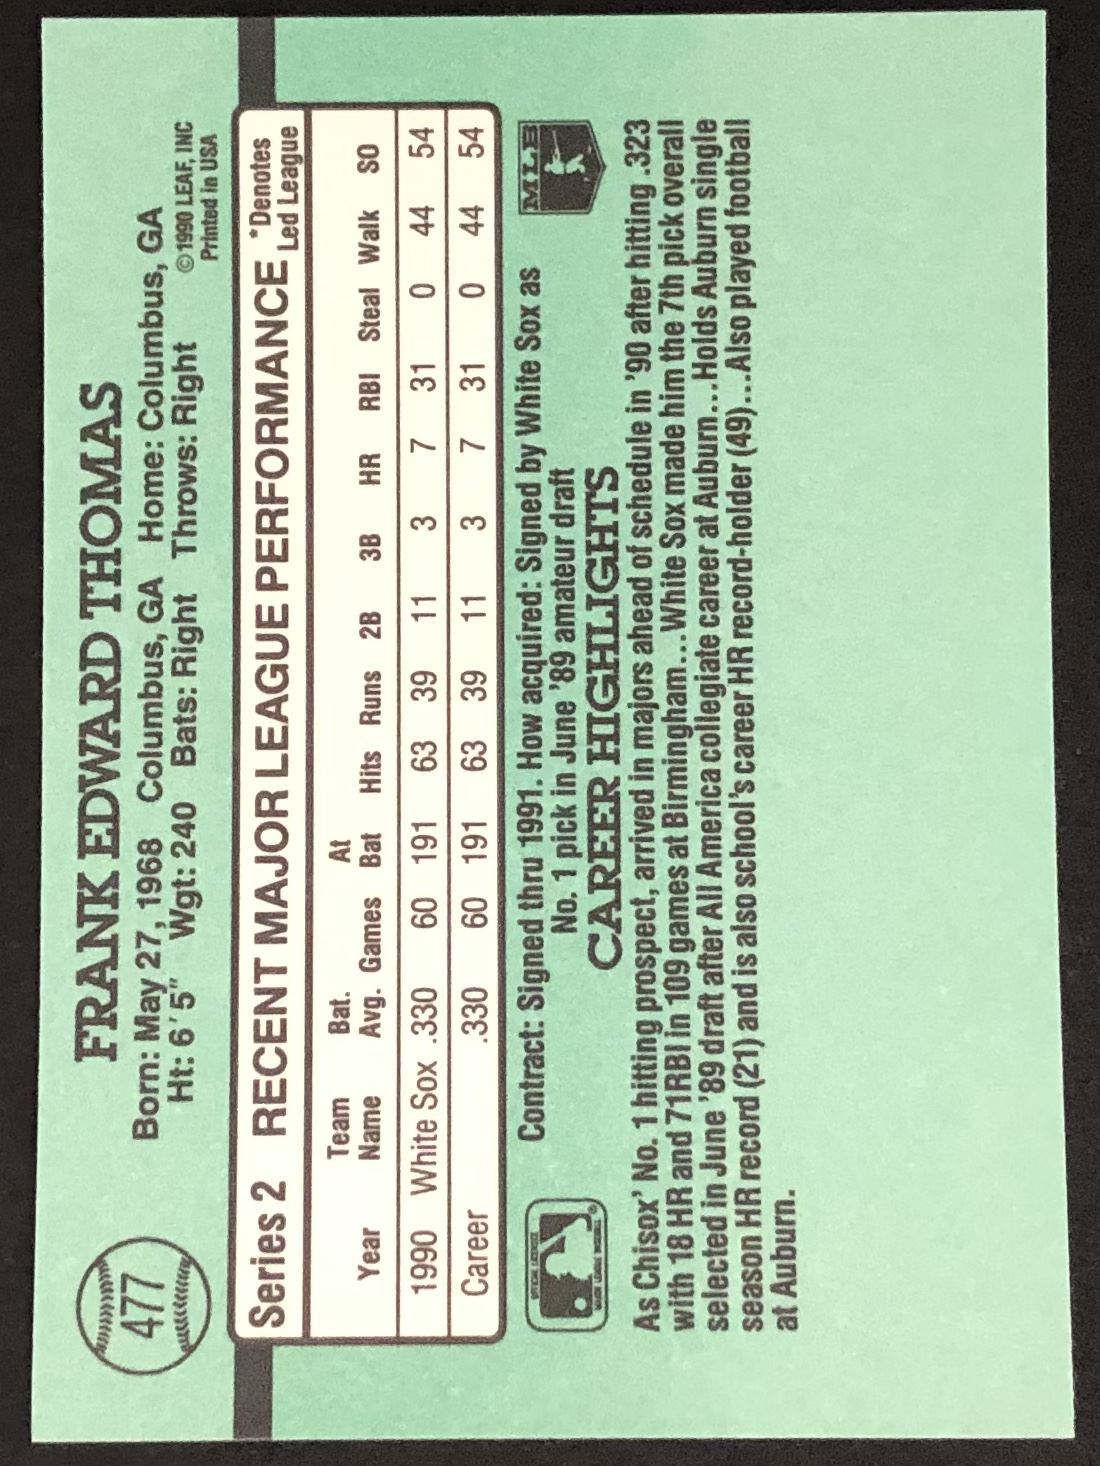 477
FRANK EDWARD THOMAS
Born: May 27, 1968 Columbus, GA Home: Columbus, GA
Ht: 6'5" Wgt: 240 Bats: Right Throws: Right
©1990 LEAF, INC
Printed in USA
Series 2 RECENT MAJOR LEAGUE PERFORMANCE *Denotes
Led League
Team Bat. At
Year Name Avg. Games Bat Hits Runs 2B 3B HR RBI Steal Walk SO
1990 White Sox .330 60 191 63 39 11 3 7 31 0 44 54
Career .330 60 191 63 39 11 3 7 31 0 44 54
Contract: Signed thru 1991. How acquired: Signed by White Sox as
No. 1 pick in June '89 amateur draft
MLB
CAREER HIGHLIGHTS
As Chisox' No. 1 hitting prospect, arrived in majors ahead of schedule in '90 after hitting .323
with 18 HR and 71 RBI in 109 games at Birmingham...White Sox made him the 7th pick overall
selected in June '89 draft after All America collegiate career at Auburn...Holds Auburn single
season HR record (21) and is also school's career HR record-holder (49)...Also played football
at Auburn.